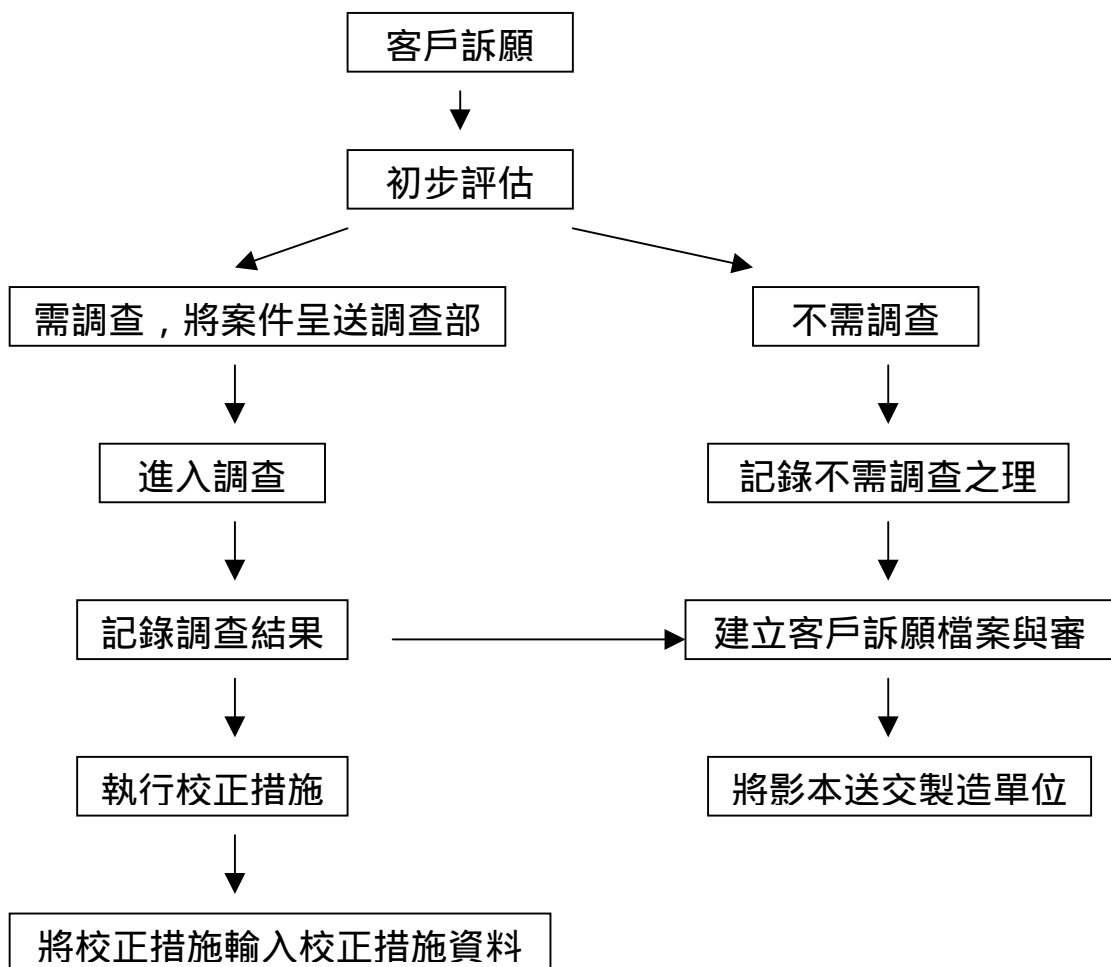 客戶訴願
初步評估
需調查，將案件呈送調查部
不需調查
進入調查
記錄不需調查之理
記錄調查結果
建立客戶訴願檔案與審
執行校正措施
將影本送交製造單位
將校正措施輸入校正措施資料